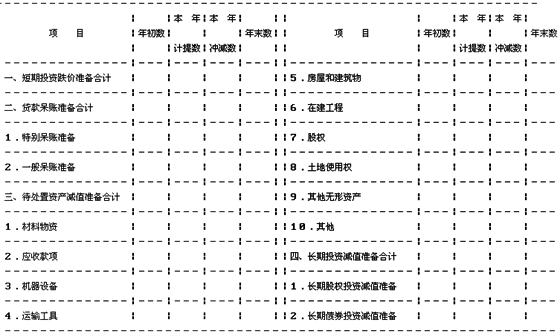 本 年 本 年 本 年 本 年
项 目 年初数 年末数 项 目 年初数 年末数
计提数 冲减数 计提数 冲减数
一、短期投资跌价准备合计 5．房屋和建筑物
二、贷款呆账准备合计 6．在建工程
1．特别呆账准备 7．股权
2．一般呆账准备 8．土地使用权
三、待处置资产减值准备合计 9．其他无形资产
1．材料物资 10．其他
2．应收款项 四、长期投资减值准备合计
3．机器设备 1．长期股权投资减值准备
4．运输工具 2．长期债券投资减值准备